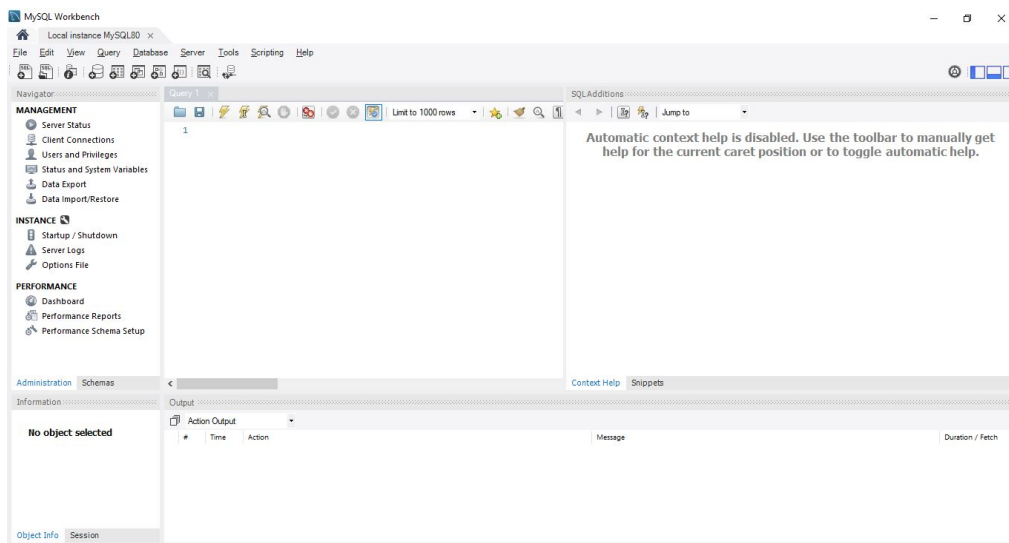 MySQL Workbench
Local instance MySQL80
File Edit View Query Database Server Tools Scripting Help
Navigator
MANAGEMENT
Server Status
Client Connections
Users and Privileges
Status and System Variables
Data Export
Data Import/Restore
INSTANCE
Startup / Shutdown
Server Logs
Options File
PERFORMANCE
Dashboard
Performance Reports
Performance Schema Setup
Administration Schemas
Information
No object selected
Object Info Session
Query 1
Limit to 1000 rows
1
SQLAdditions
Jump to
Automatic context help is disabled. Use the toolbar to manually get
help for the current caret position or to toggle automatic help.
Context Help Snippets
Output
Action Output
# Time Action Message Duration / Fetch